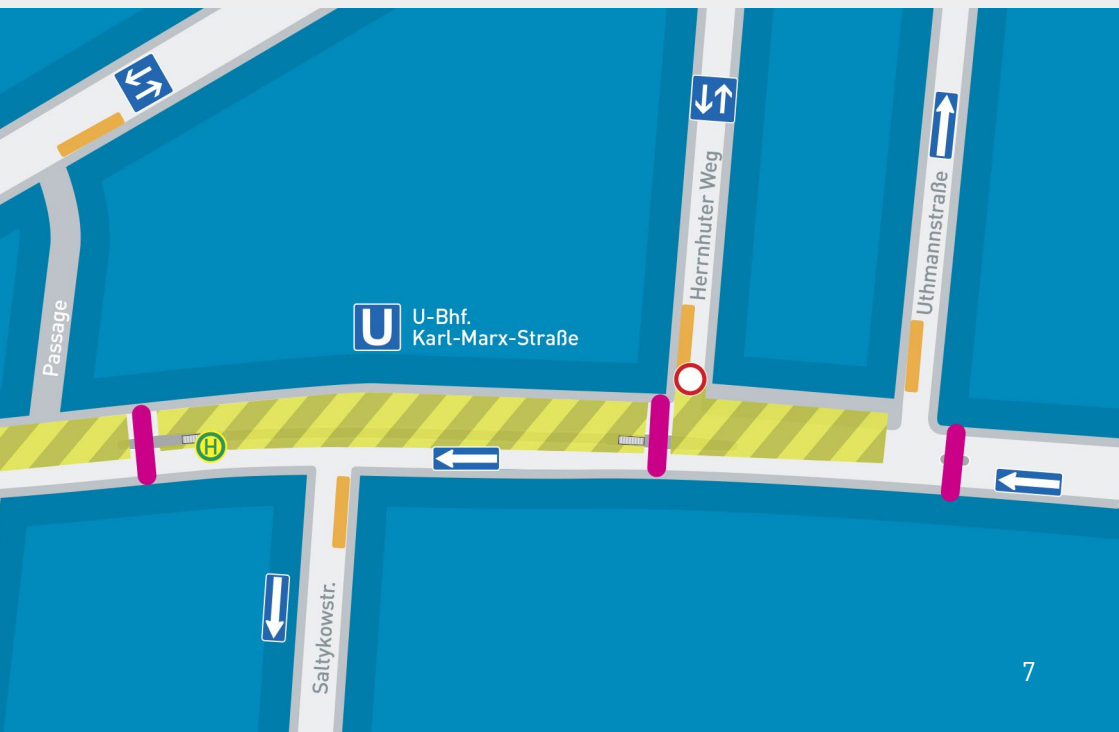 Herrnhuter Weg
Uthmannstraße
Passage
U
U-Bhf.
Karl-Marx-Straße
H
Saltykowstr.
7